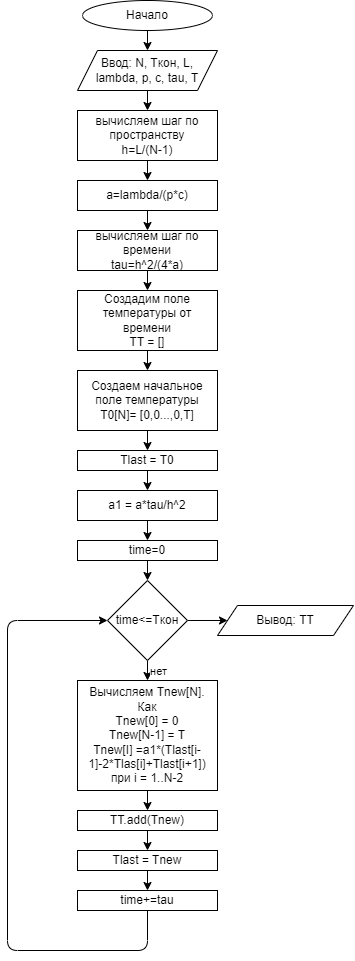 Начало
Ввод: N, Ткон, L,
lambda, p, c, tau, T
вычисляем шаг по
пространству
h=L/(N-1)
a=lambda/(p*c)
вычисляем шаг по
времени
tau=h^2/(4*a)
Создадим поле
температуры от
времени
TT = []
Создаем начальное
поле температуры
T0[N]= [0,0...,0,T]
Tlast = T0
a1 = a*tau/h^2
time=0
time<=Ткон
Вывод: TT
нет
Вычисляем Tnew[N].
Как
Tnew[0] = 0
Tnew[N-1] = T
Tnew[I] =a1*(Tlast[i-
1]-2*Tlas[i]+Tlast[i+1])
при i = 1..N-2
TT.add(Tnew)
Tlast = Tnew
time+=tau